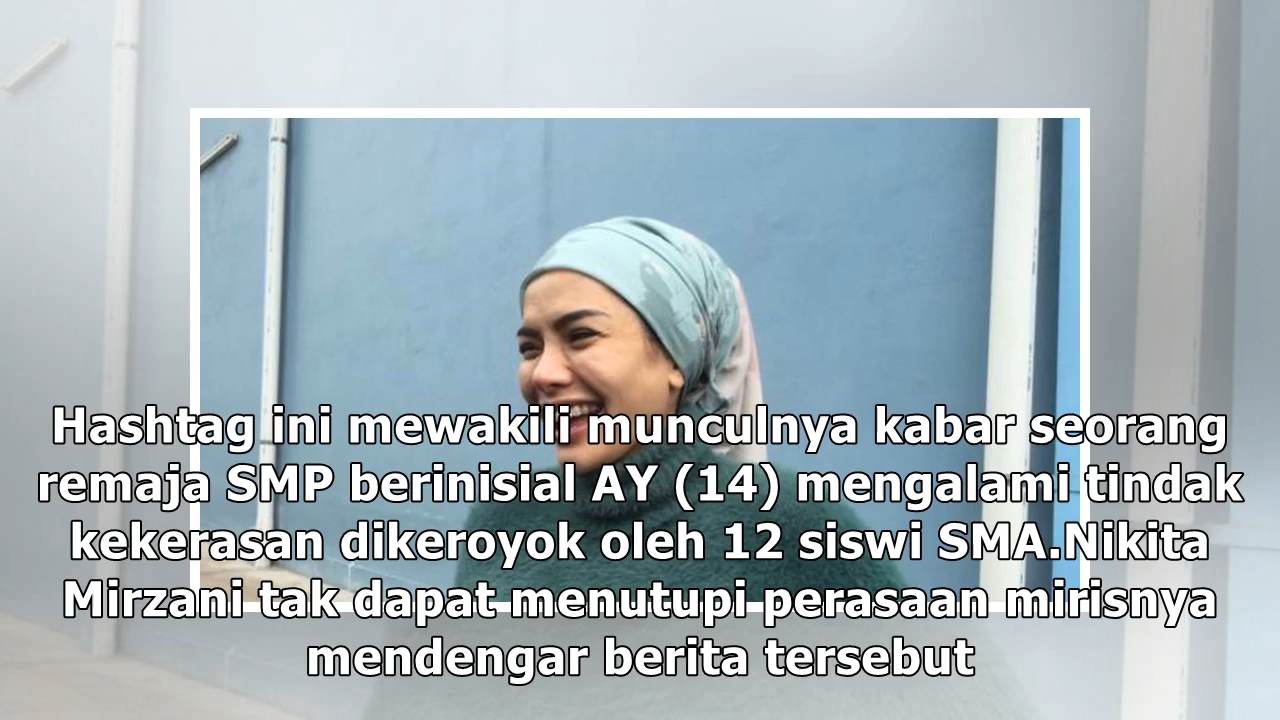 Hashtag ini mewakili munculnya kabar seorang
remaja SMP berinisial AY (14) mengalami tindak
kekerasan dikeroyok oleh 12 siswi SMA.Nikita
Mirzani tak dapat menutupi perasaan mirisnya
mendengar berita tersebut